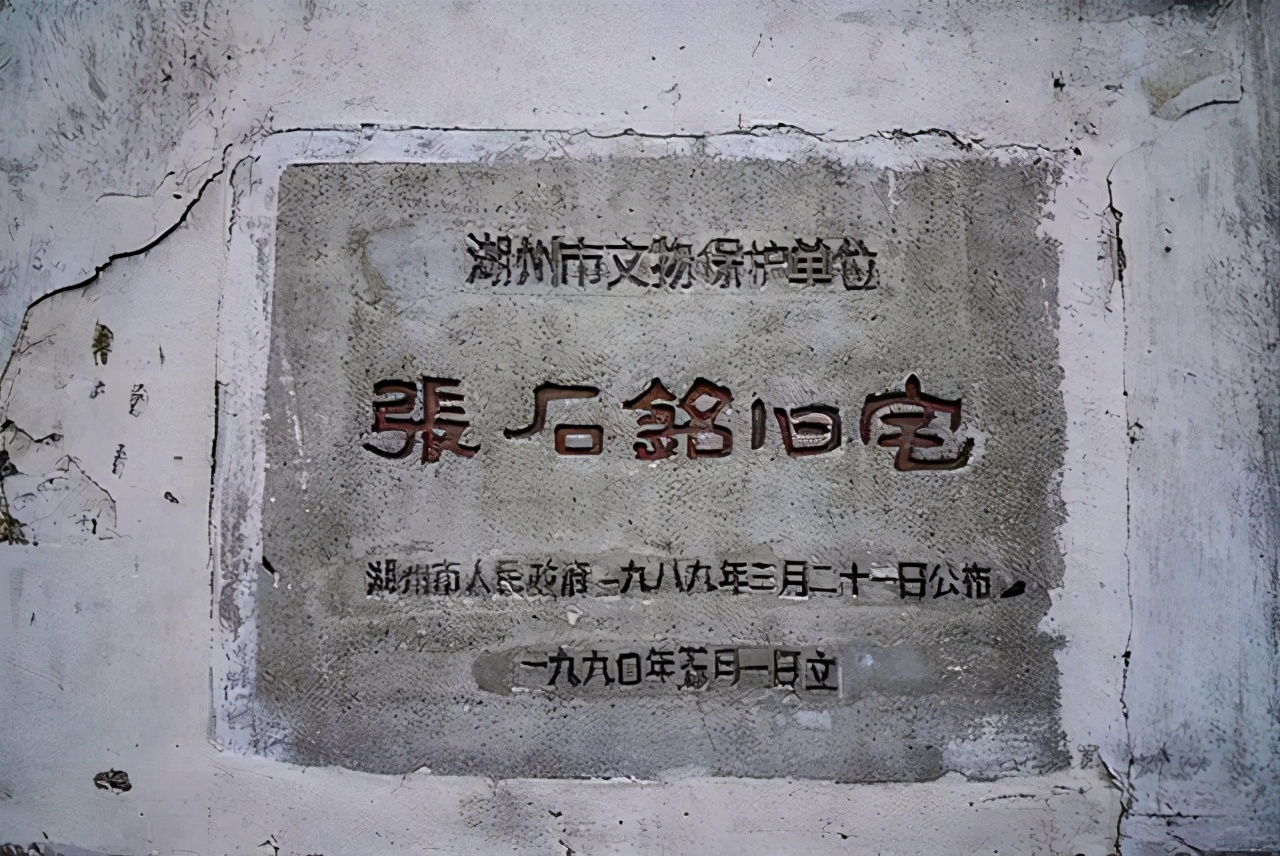 湖州市文物保护单位
張石銘旧宅
湖州市人民政府一九八九年三月二十一日公布
一九九〇年 月一日立